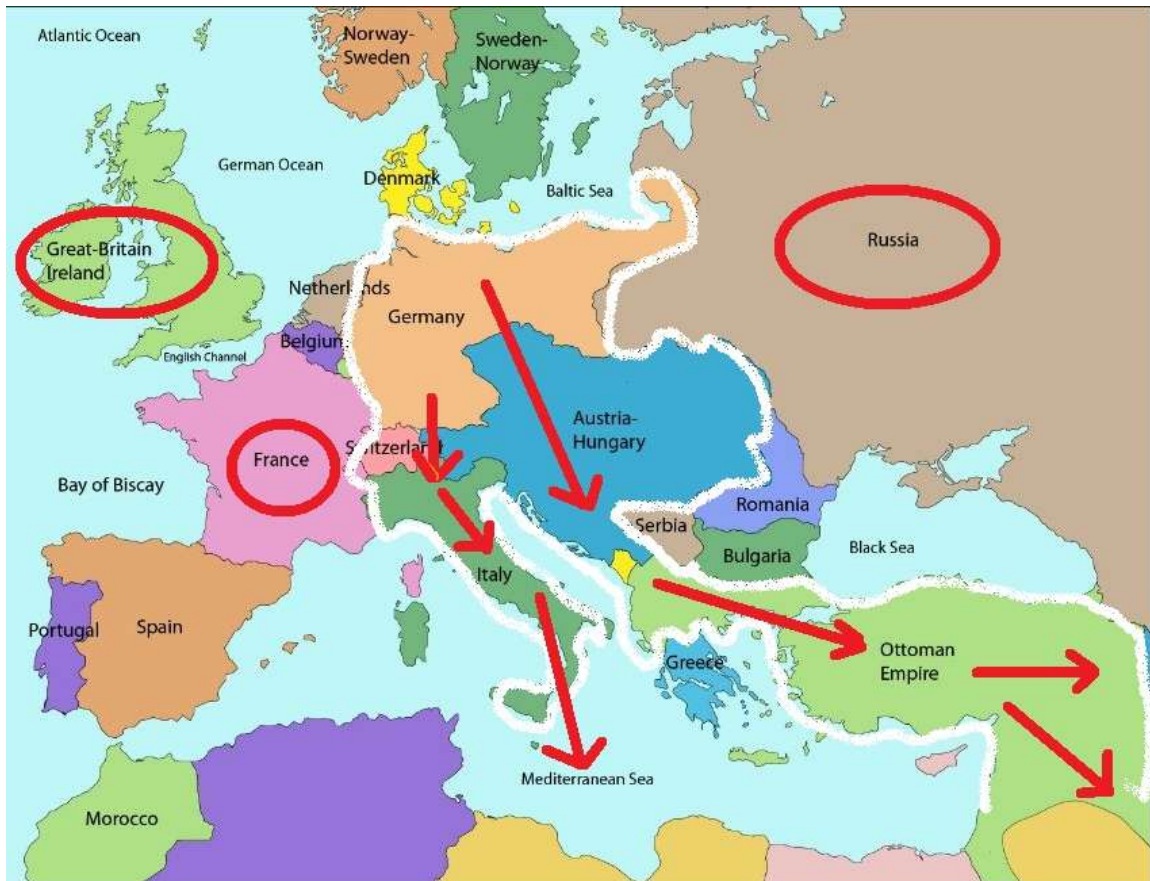 Atlantic Ocean
Norway-
Sweden
Sweden-
Norway
German Ocean
Denmark
Baltic Sea
Great-Britain
Ireland
Russia
Netherlands
Germany
Belgium
English Channel
Austria-
Hungary
Switzerland
France
Bay of Biscay
Romania
Serbia
Bulgaria
Black Sea
Italy
Portugal
Spain
Greece
Ottoman
Empire
Mediterranean Sea
Morocco